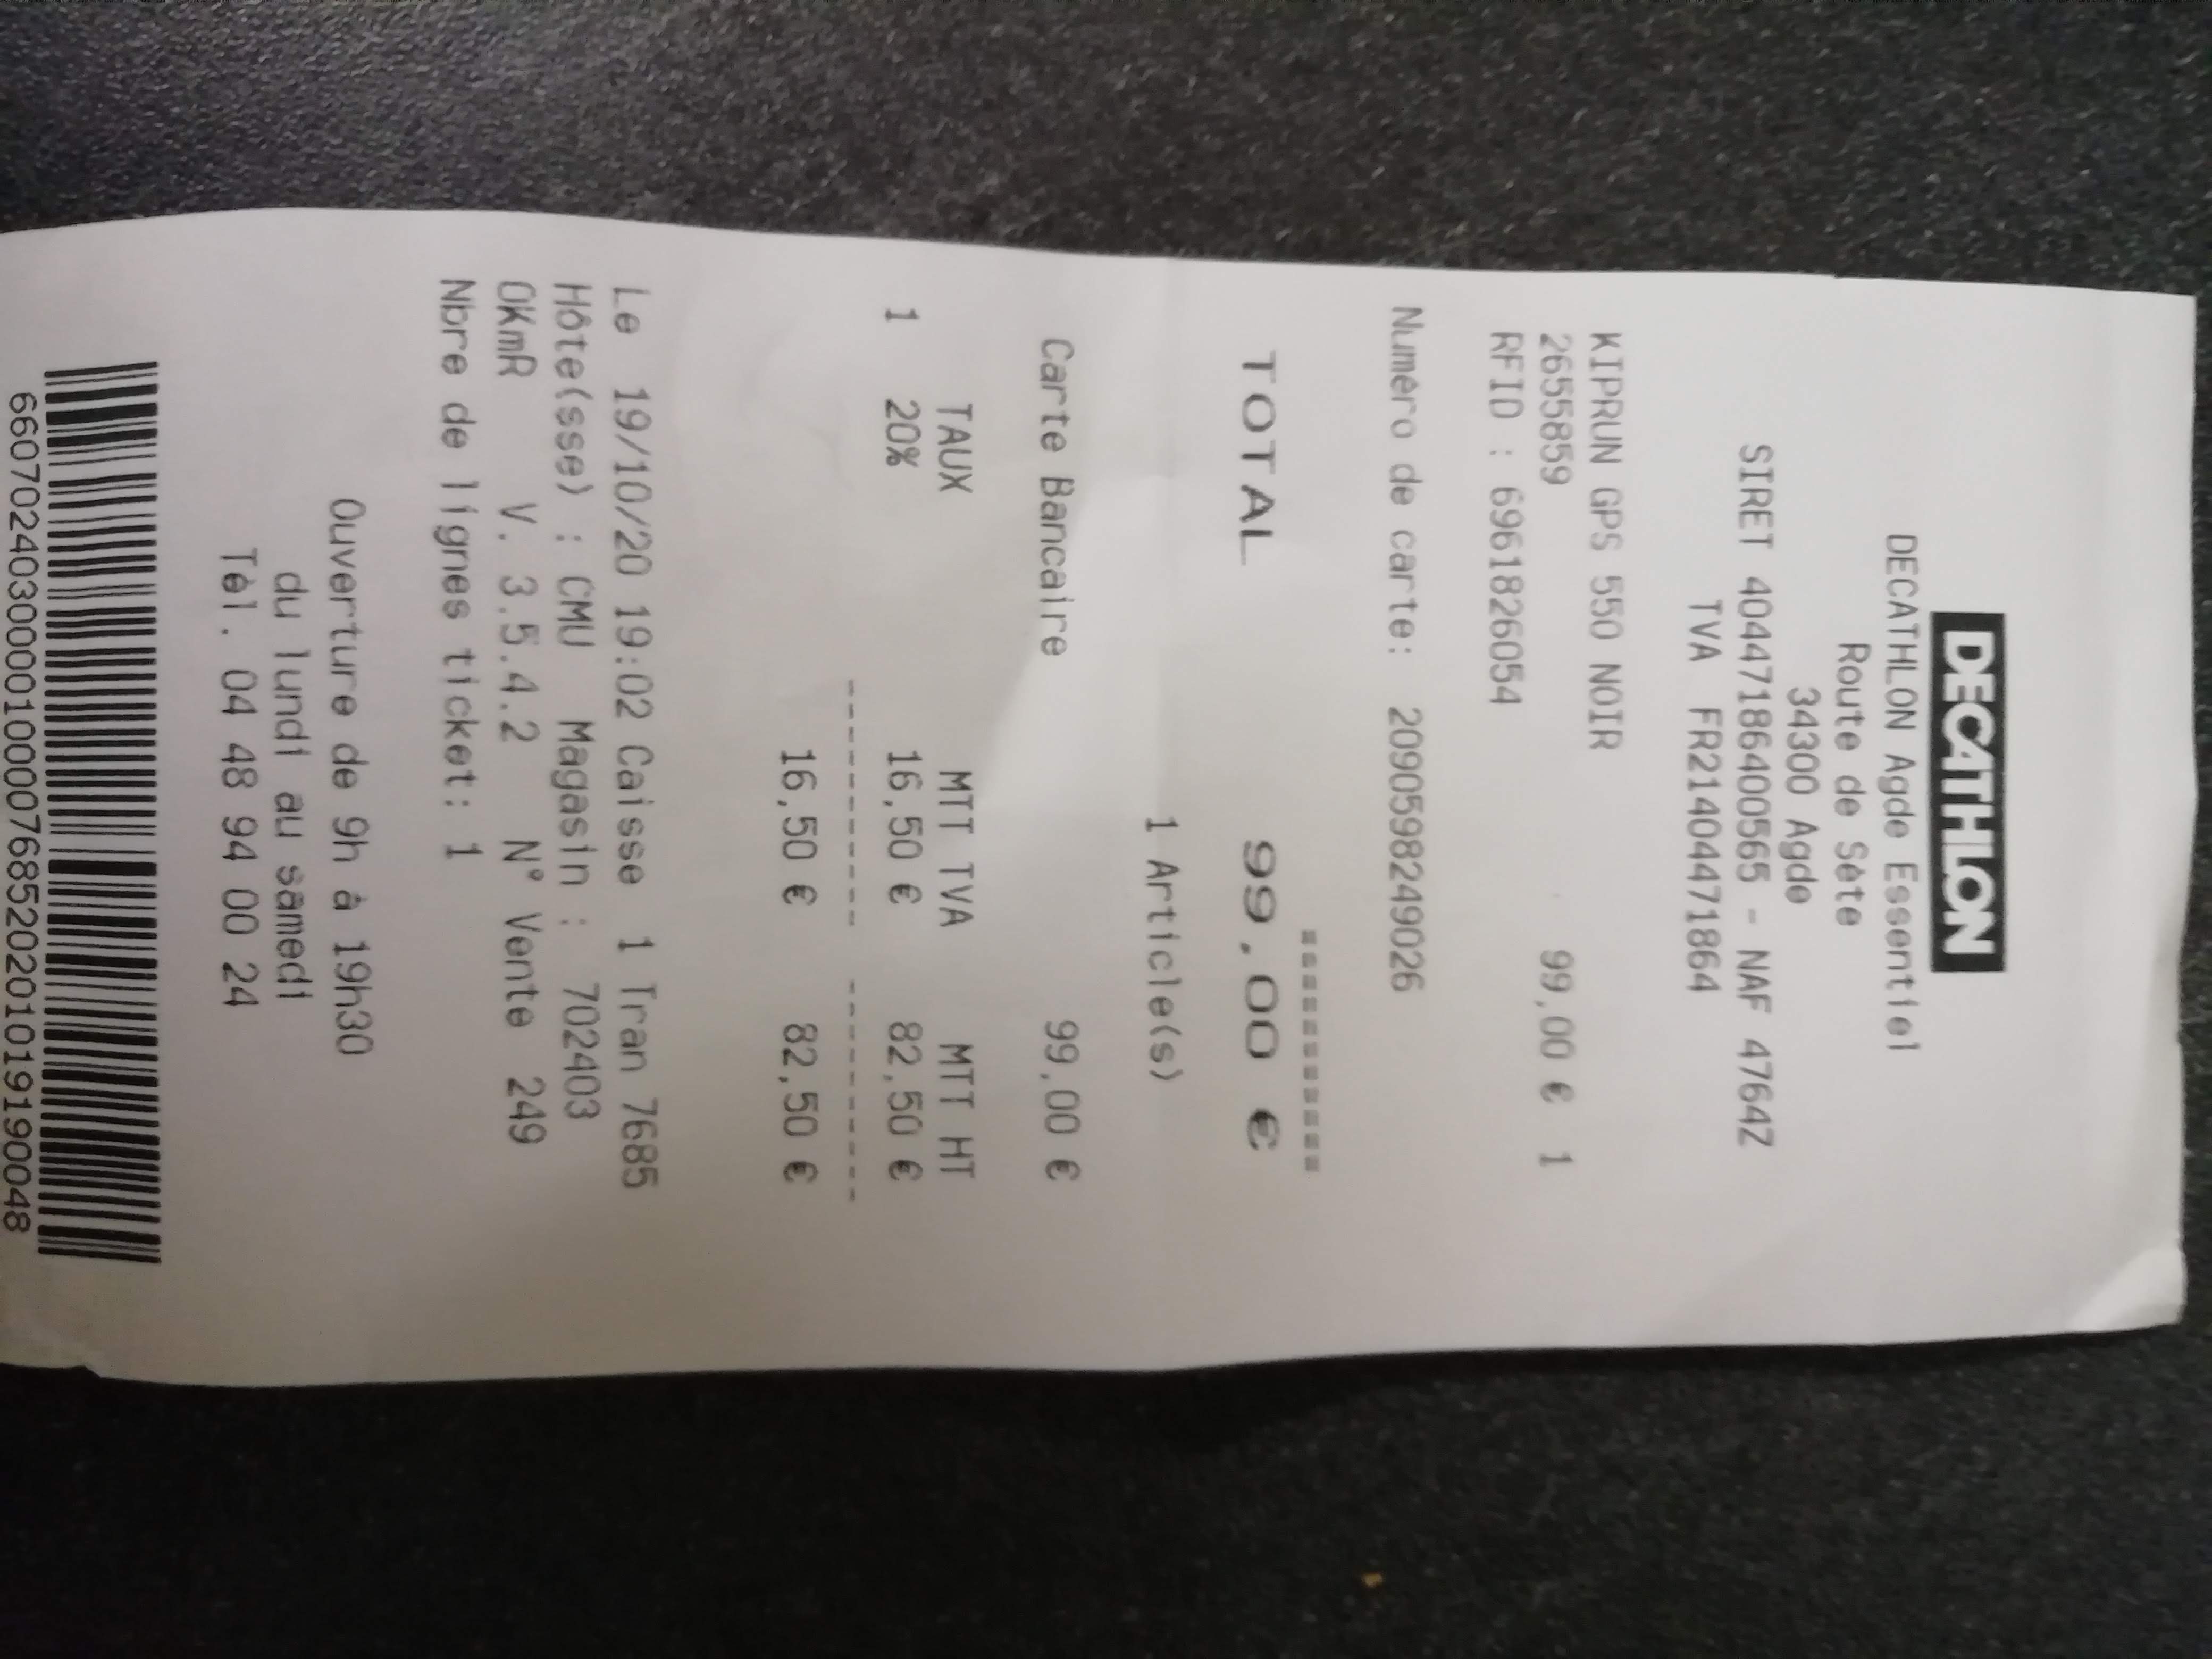 DECATHLON
DECATHLON Agde Essentiel
Route de Sète
34300 Agde
SIRET 40447186400565 - NAF 4764Z
TVA FR21404471864
KIPRUN GPS 550 NOIR
2655859 99,00 € 1
RFID : 69618826054
Numéro de carte: 2090598249026
=========
TOTAL 99,00 €
1 Article(s)
Carte Bancaire 99,00 €
TAUX MTT TVA MTT HT
1 20% 16,50 € 82,50 €
----------- ----------
16,50 € 82,50 €
Le 19/10/20 19:02 Caisse 1 Tran 7685
Hôte(sse) : CMU Magasin : 702403
OKmR V. 3.5.4.2 N° Vente 249
Nbre de lignes ticket: 1
Ouverture de 9h à 19h30
du lundi au samedi
Tél. 04 48 94 00 24
660702403000010000768520201019190048